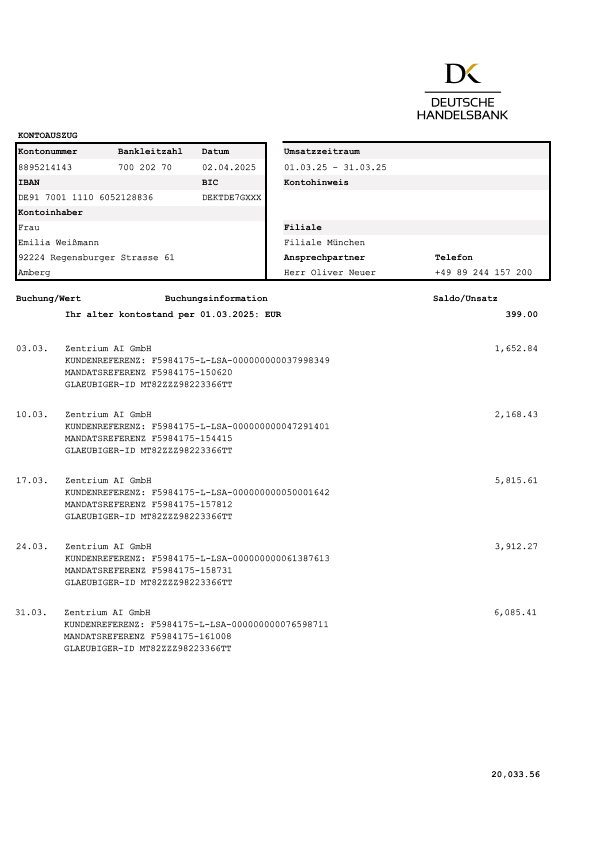 DK
DEUTSCHE
HANDELSBANK
KONTOAUSZUG
Kontonummer Bankleitzahl Datum
8895214143 700 202 70 02.04.2025
IBAN BIC
DE91 7001 1110 6052128836 DEKTDE7GXXX
Kontoinhaber
Frau
Emilia Weißmann
92224 Regensburger Strasse 61
Amberg
Umsatzzeitraum
01.03.25 - 31.03.25
Kontohinweis
Filiale
Filiale München
Ansprechpartner Telefon
Herr Oliver Neuer +49 89 244 157 200
Buchung/Wert Buchungsinformation Saldo/Unsatz
Ihr alter kontostand per 01.03.2025: EUR 399.00
03.03. Zentrium AI GmbH 1,652.84
KUNDENREFERENZ: F5984175-L-LSA-000000000037998349
MANDATSREFERENZ F5984175-150620
GLAEUBIGER-ID MT82ZZZ98223366TT
10.03. Zentrium AI GmbH 2,168.43
KUNDENREFERENZ: F5984175-L-LSA-000000000047291401
MANDATSREFERENZ F5984175-154415
GLAEUBIGER-ID MT82ZZZ98223366TT
17.03. Zentrium AI GmbH 5,815.61
KUNDENREFERENZ: F5984175-L-LSA-000000000050001642
MANDATSREFERENZ F5984175-157812
GLAEUBIGER-ID MT82ZZZ98223366TT
24.03. Zentrium AI GmbH 3,912.27
KUNDENREFERENZ: F5984175-L-LSA-000000000061387613
MANDATSREFERENZ F5984175-158731
GLAEUBIGER-ID MT82ZZZ98223366TT
31.03. Zentrium AI GmbH 6,085.41
KUNDENREFERENZ: F5984175-L-LSA-000000000076598711
MANDATSREFERENZ F5984175-161008
GLAEUBIGER-ID MT82ZZZ98223366TT
20,033.56